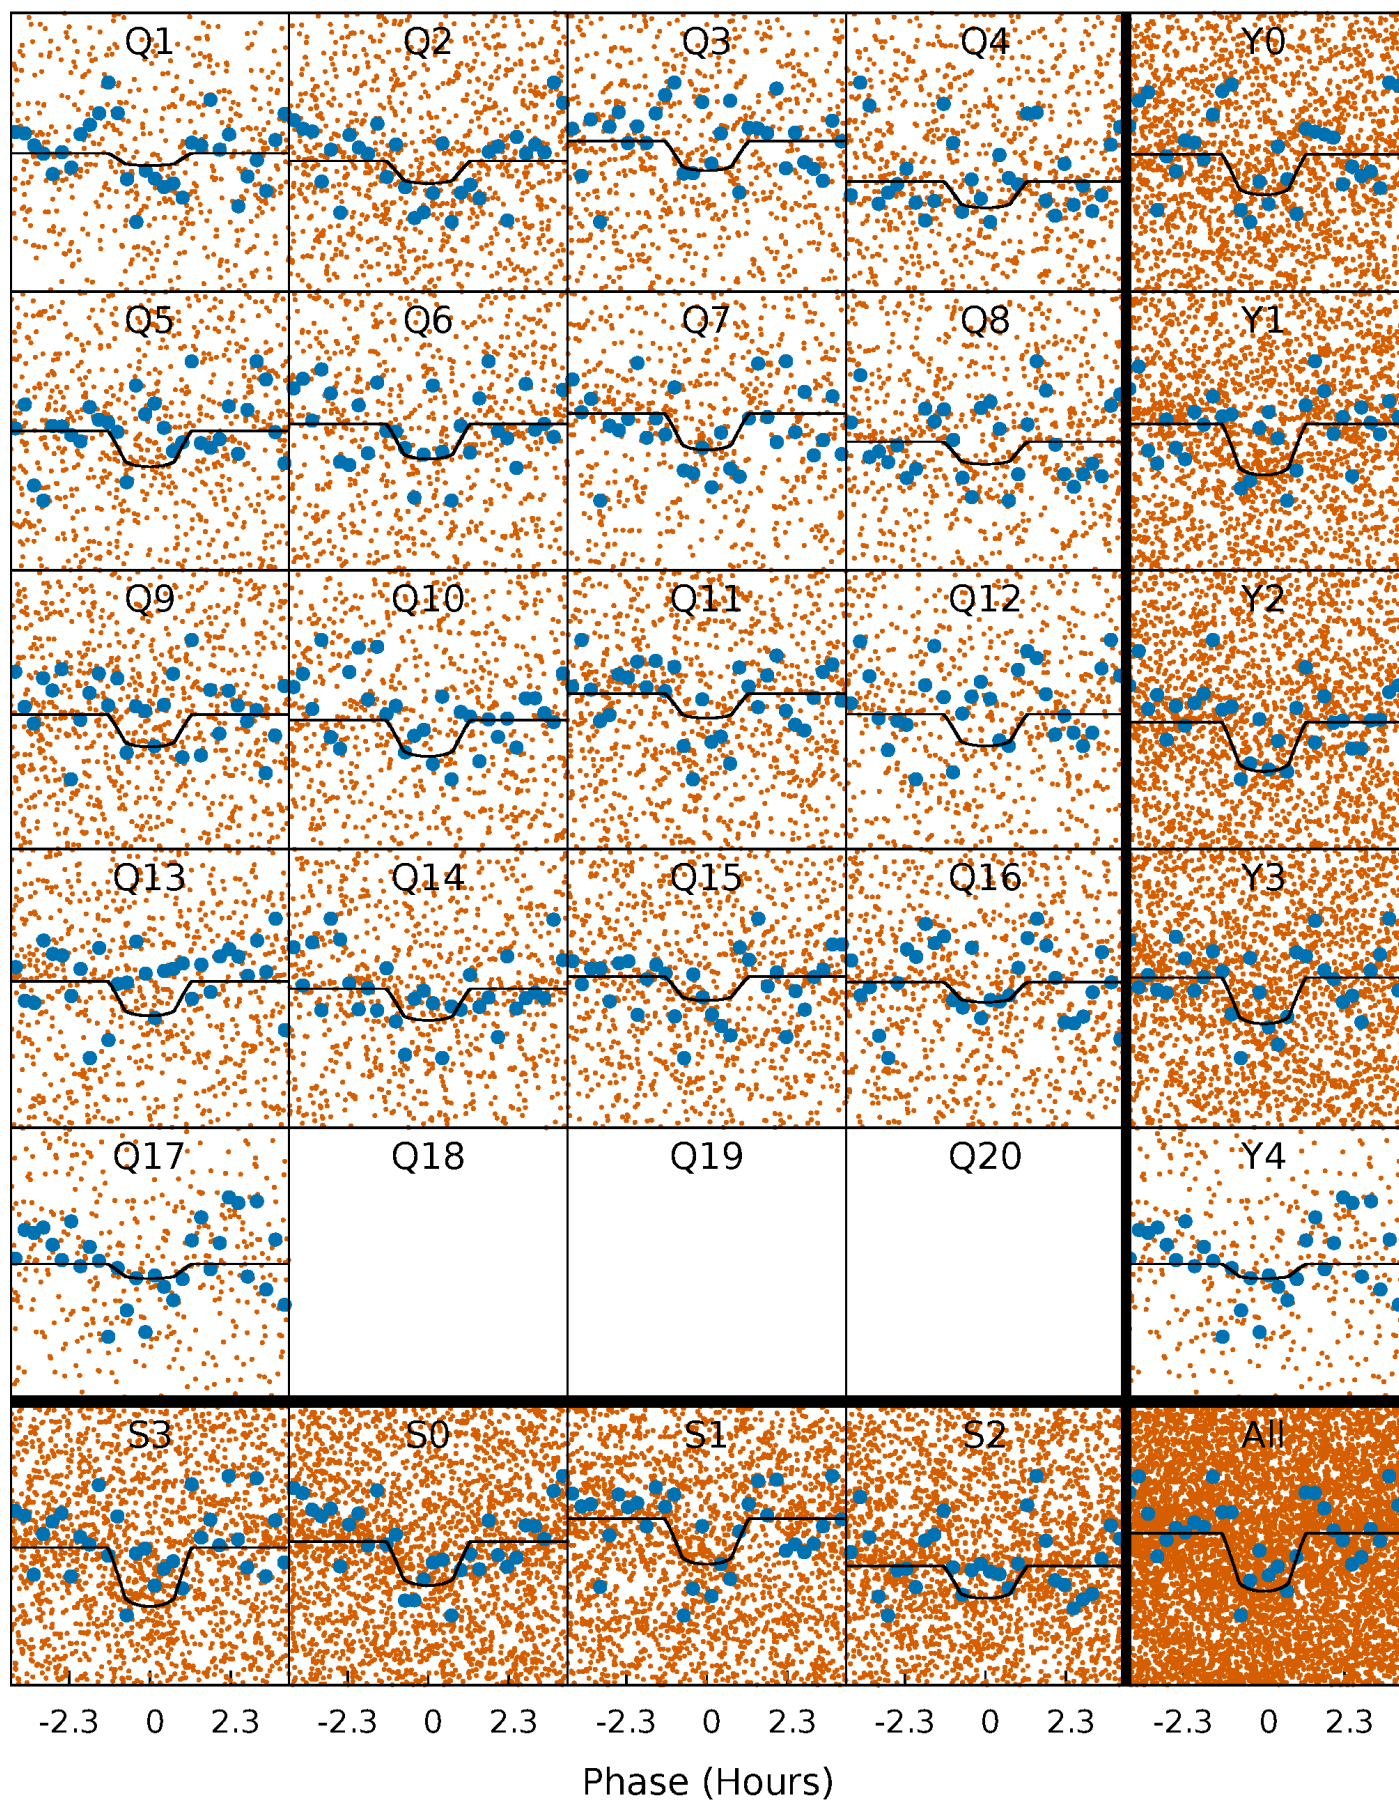 Q1 Q2 Q3 Q4 Y0
Q5 Q6 Q7 Q8 Y1
Q9 Q10 Q11 Q12 Y2
Q13 Q14 Q15 Q16 Y3
Q17 Q18 Q19 Q20 Y4
S3 S0 S1 S2 All
-2.3 0 2.3 -2.3 0 2.3 -2.3 0 2.3 -2.3 0 2.3 -2.3 0 2.3
Phase (Hours)